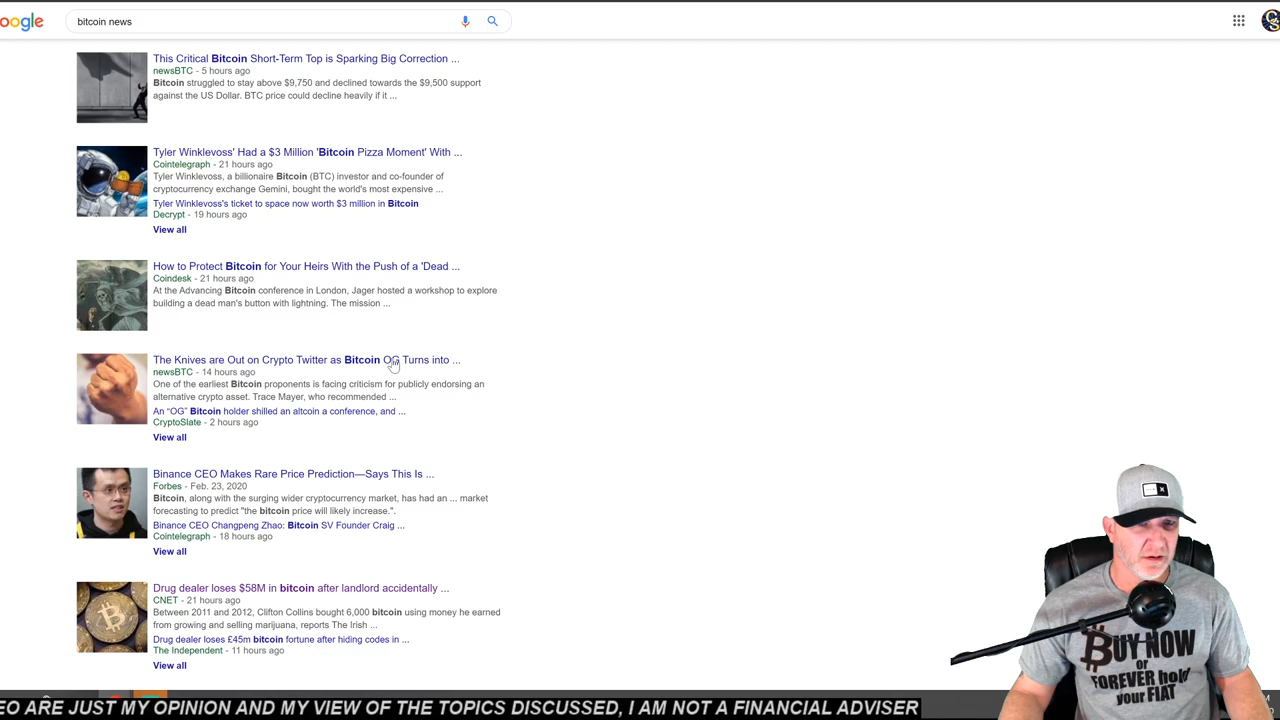 oogle
bitcoin news
This Critical Bitcoin Short-Term Top is Sparking Big Correction ...
newsBTC - 5 hours ago
Bitcoin struggled to stay above $9,750 and declined towards the $9,500 support
against the US Dollar. BTC price could decline heavily if it ...
Tyler Winklevoss' Had a $3 Million 'Bitcoin Pizza Moment' With ...
Cointelegraph - 21 hours ago
Tyler Winklevoss, a billionaire Bitcoin (BTC) investor and co-founder of
cryptocurrency exchange Gemini, bought the world's most expensive ...
Tyler Winklevoss's ticket to space now worth $3 million in Bitcoin
Decrypt - 19 hours ago
View all
How to Protect Bitcoin for Your Heirs With the Push of a 'Dead ...
Coindesk - 21 hours ago
At the Advancing Bitcoin conference in London, Jager hosted a workshop to explore
building a dead man's button with lightning. The mission ...
The Knives are Out on Crypto Twitter as Bitcoin OG Turns into ...
newsBTC - 14 hours ago
One of the earliest Bitcoin proponents is facing criticism for publicly endorsing an
alternative crypto asset. Trace Mayer, who recommended ...
An “OG” Bitcoin holder shilled an altcoin a conference, and ...
CryptoSlate - 2 hours ago
View all
Binance CEO Makes Rare Price Prediction—Says This Is ...
Forbes - Feb. 23, 2020
Bitcoin, along with the surging wider cryptocurrency market, has had an ... market
forecasting to predict "the bitcoin price will likely increase.".
Binance CEO Changpeng Zhao: Bitcoin SV Founder Craig ...
Cointelegraph - 18 hours ago
View all
Drug dealer loses $58M in bitcoin after landlord accidentally ...
CNET - 21 hours ago
Between 2011 and 2012, Clifton Collins bought 6,000 bitcoin using money he earned
from growing and selling marijuana, reports The Irish ...
Drug dealer loses £45m bitcoin fortune after hiding codes in ...
The Independent - 11 hours ago
View all
BUY NOW
or
FOREVER hold
your FIAT
EO ARE JUST MY OPINION AND MY VIEW OF THE TOPICS DISCUSSED, I AM NOT A FINANCIAL ADVISER